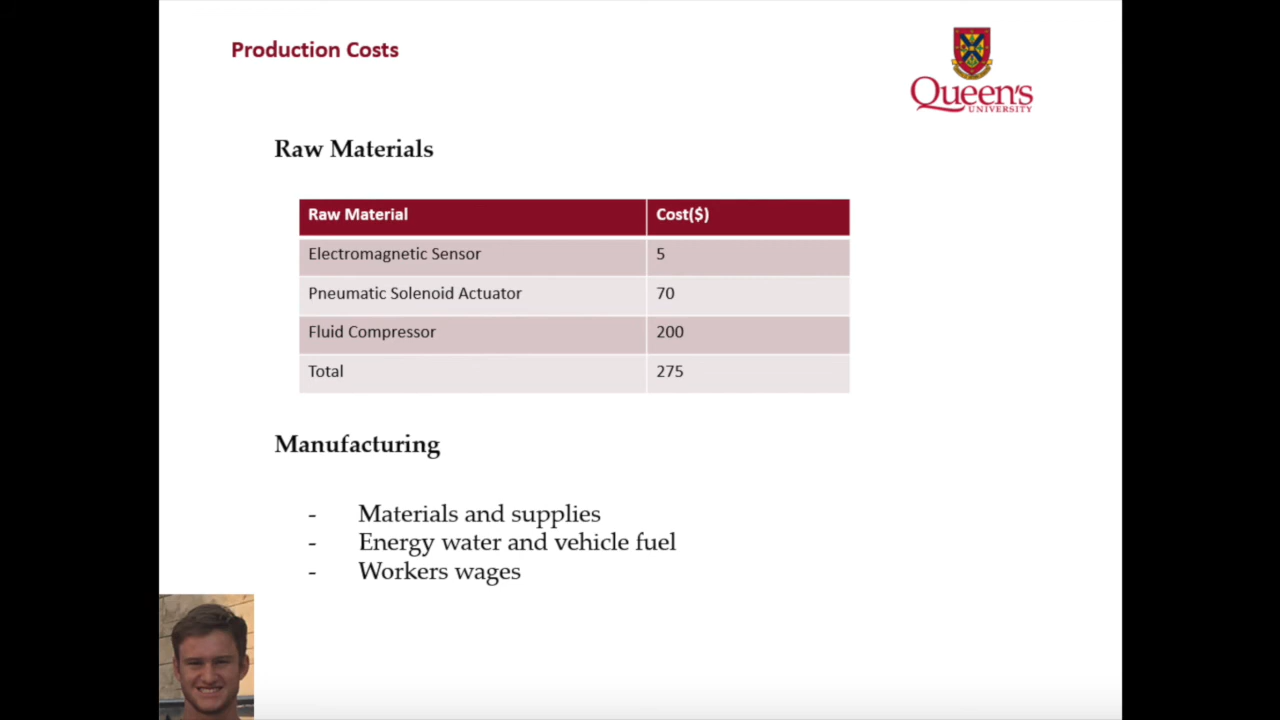 Production Costs
Queen's
UNIVERSITY
Raw Materials
Raw Material Cost($)
Electromagnetic Sensor 5
Pneumatic Solenoid Actuator 70
Fluid Compressor 200
Total 275
Manufacturing
- Materials and supplies
- Energy water and vehicle fuel
- Workers wages